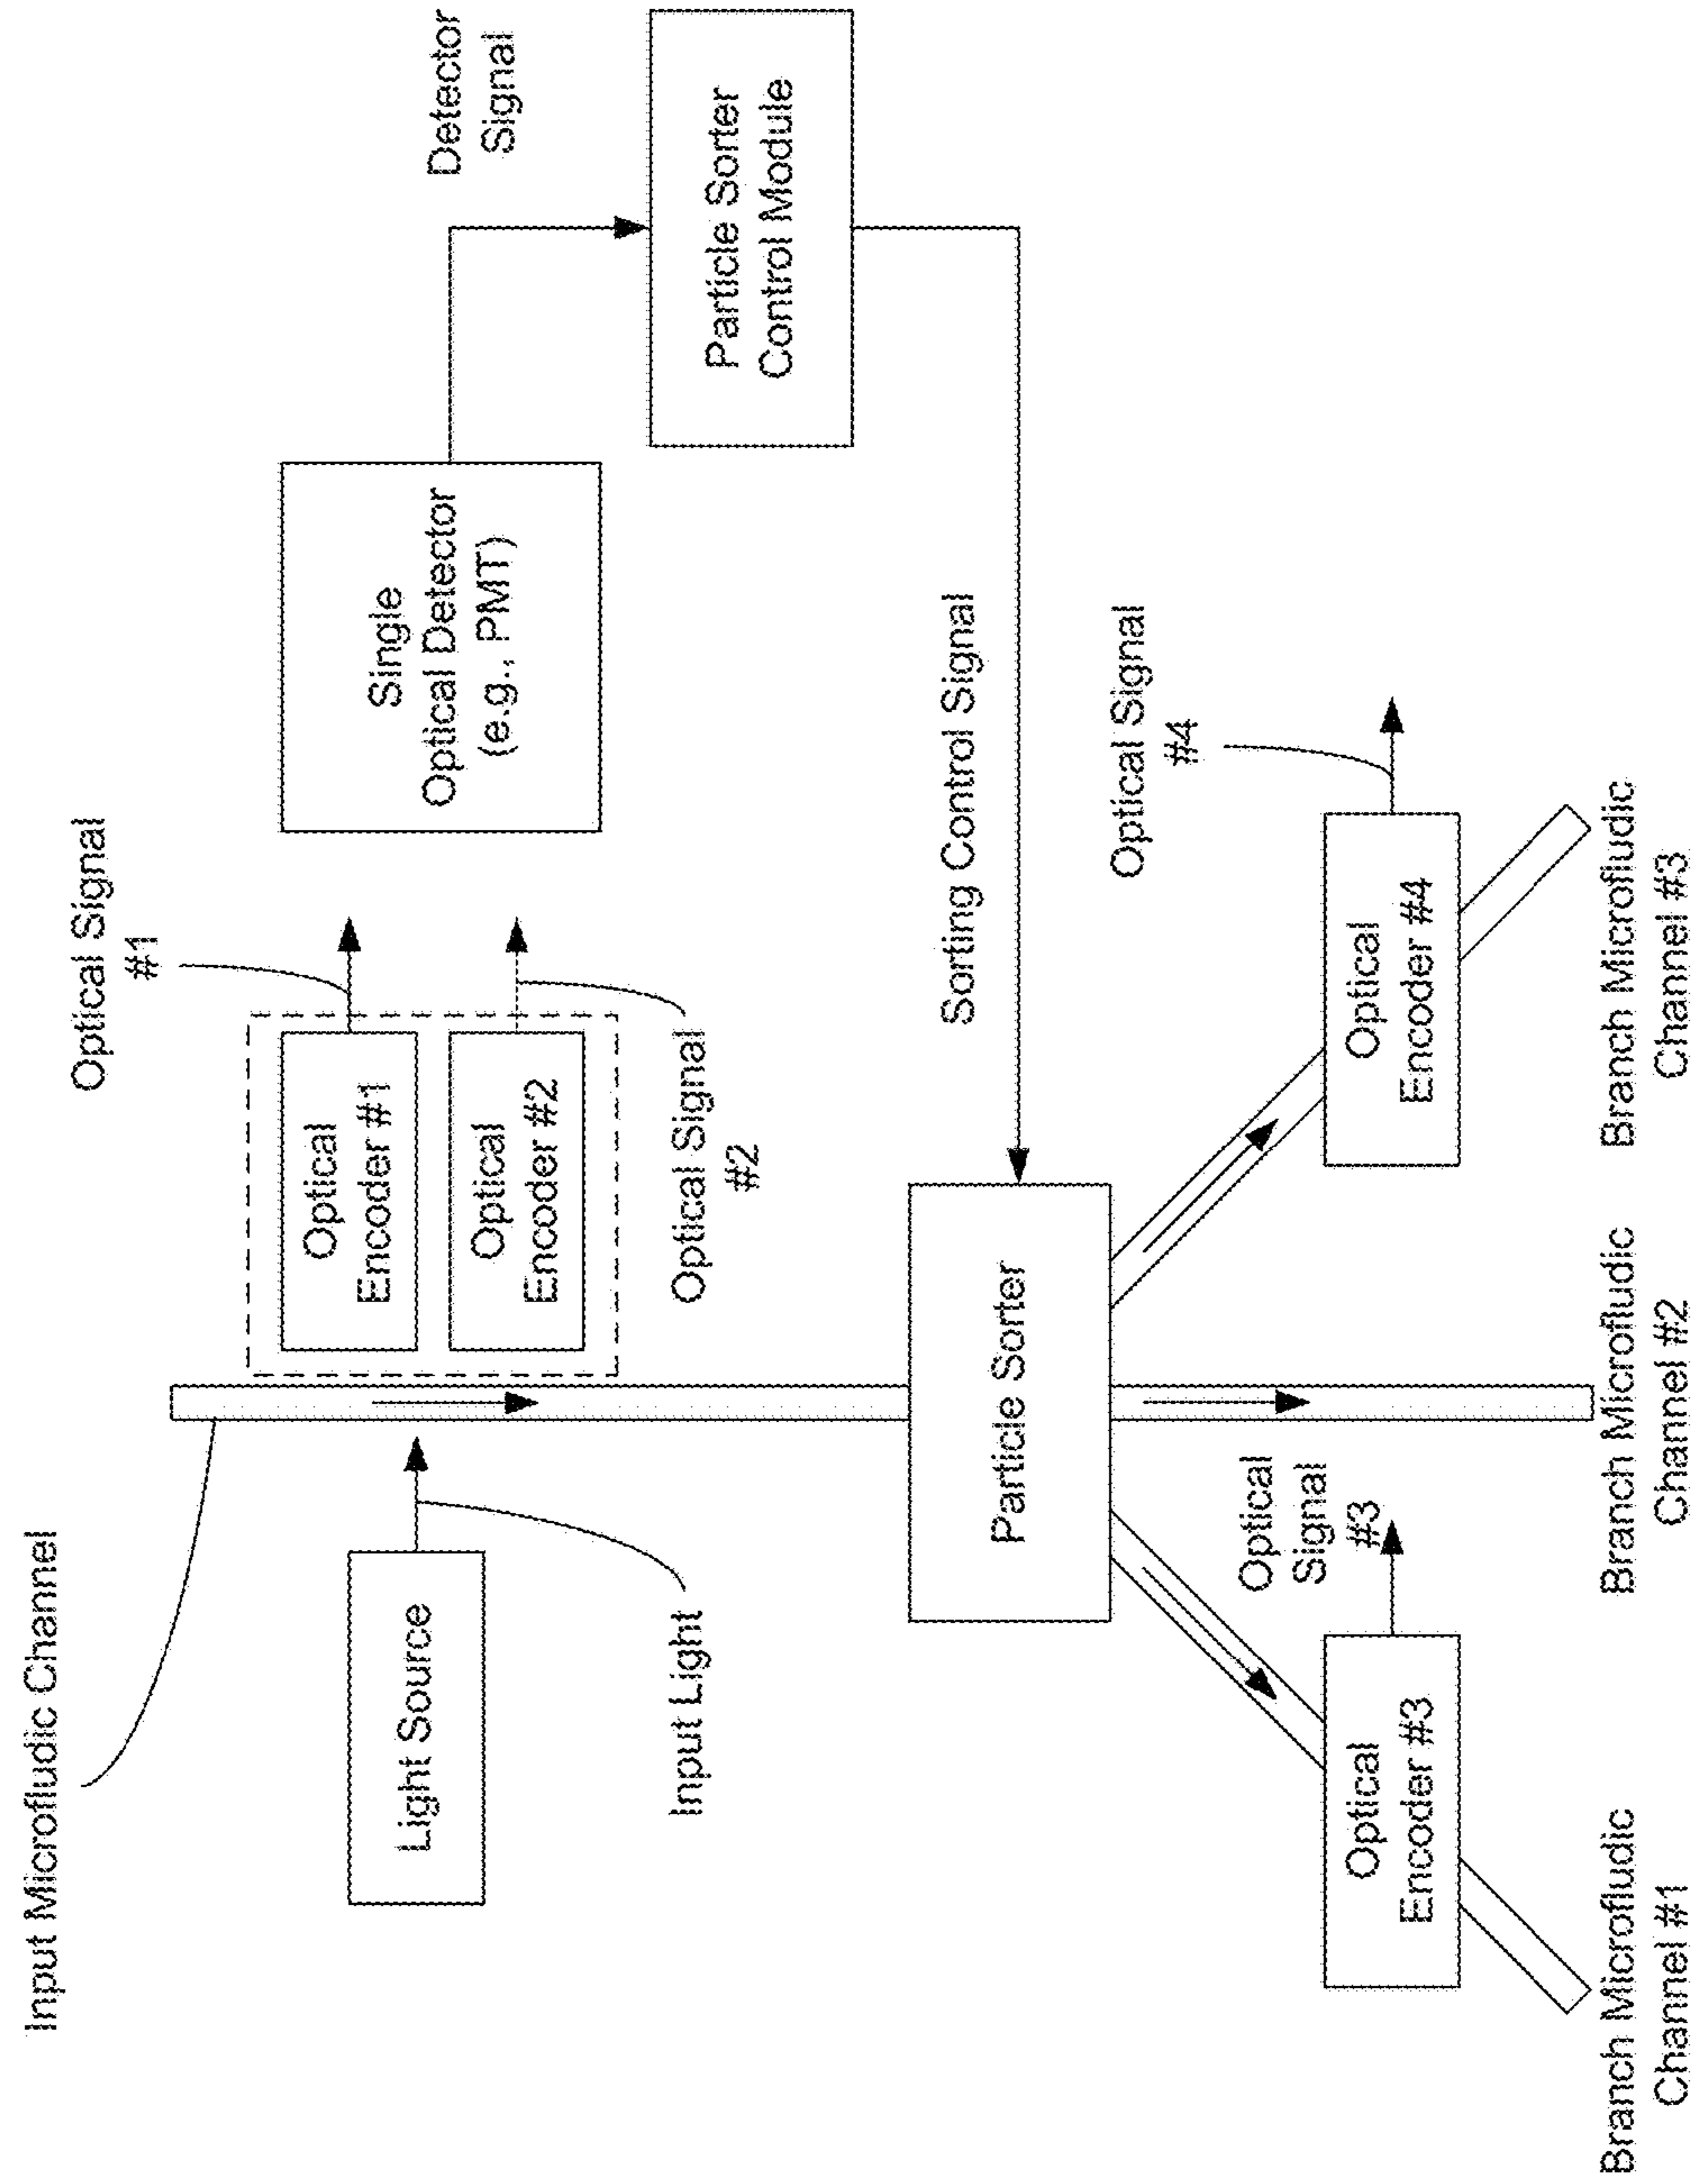 Input Microfludic Channel
Light Source
Input Light
Optical Signal
#1
Optical
Encoder #1
Optical
Encoder #2
Optical Signal
#2
Single
Optical Detector
(e.g., PMT)
Detector
Signal
Particle Sorter
Control Module
Sorting Control Signal
Particle Sorter
Optical
Signal
#3
Optical Signal
#4
Optical
Encoder #3
Optical
Encoder #4
Branch Microfludic
Channel #1
Branch Microfludic
Channel #2
Branch Microfludic
Channel #3